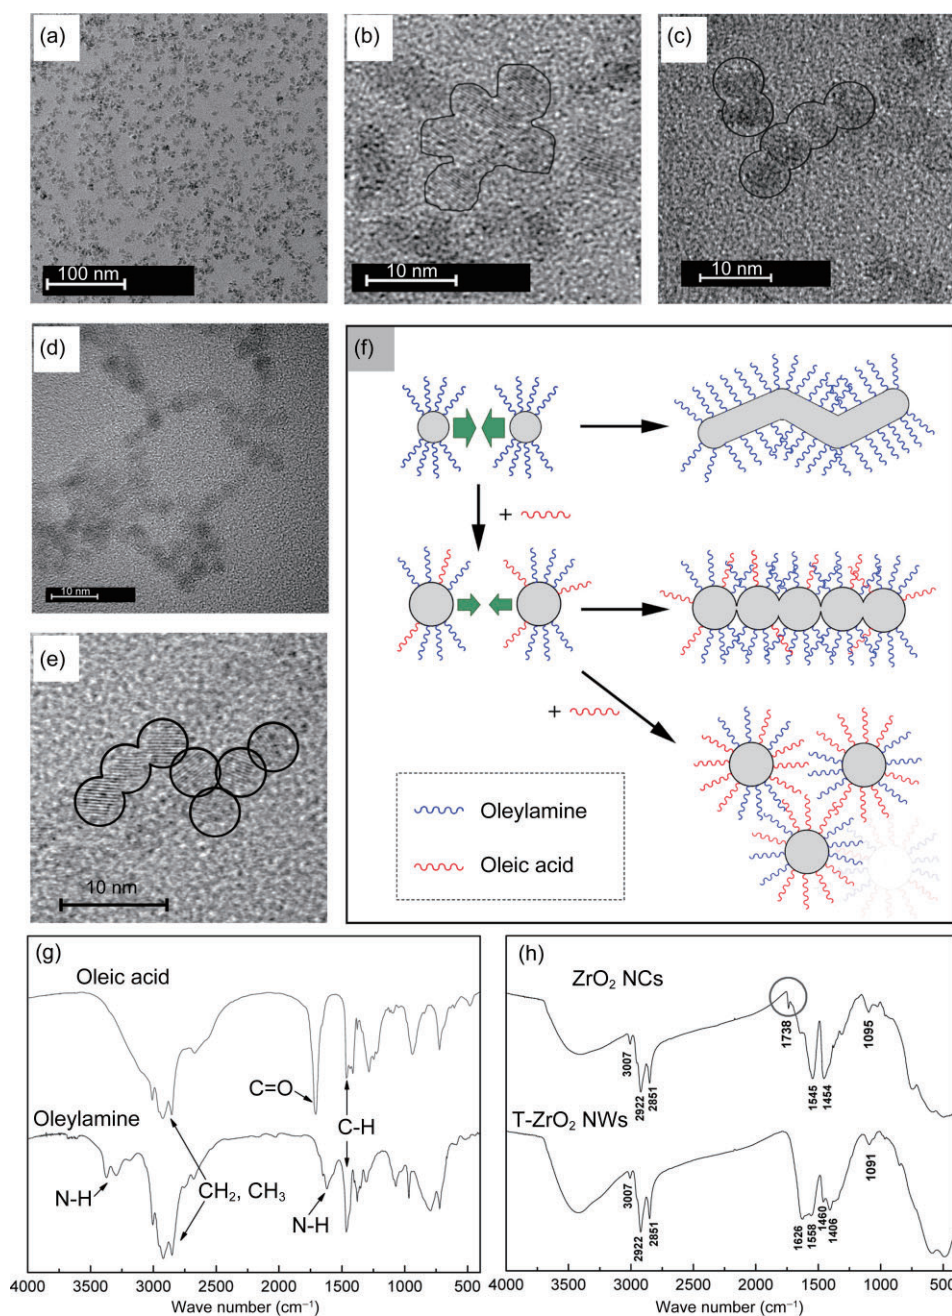 (a)
100 nm
(b)
10 nm
(c)
10 nm
(d)
10 nm
(e)
10 nm
(f)
+
+
Oleylamine
Oleic acid
(g)
Oleic acid
C=O
C-H
Oleylamine
N-H
CH₂, CH₃
N-H
4000 3500 3000 2500 2000 1500 1000 500
Wave number (cm⁻¹)
(h)
ZrO₂ NCs
3007
2922
2851
1738
1545
1454
1095
T-ZrO₂ NWs
3007
2922
2851
1626
1558
1460
1406
1091
4000 3500 3000 2500 2000 1500 1000 500
Wave number (cm⁻¹)